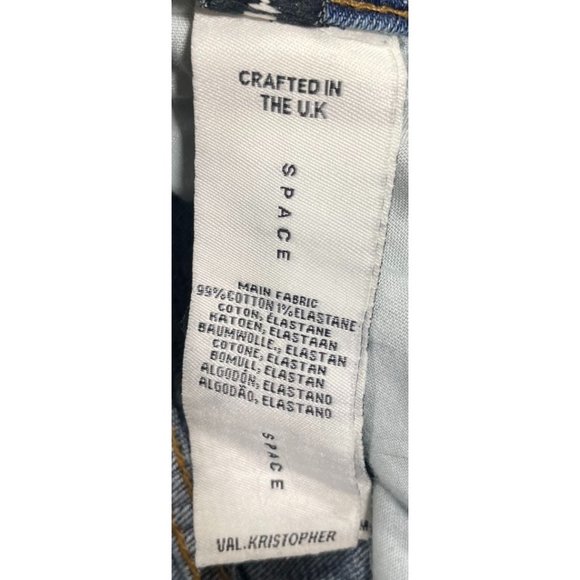 CRAFTED IN
THE U.K
SPACE
MAIN FABRIC
99%COTTON 1%ELASTANE
COTON, ÉLASTANE
KATOEN, ELASTAAN
BAUMWOLLE., ELASTAN
COTONE, ELASTAN
BOMULL, ELASTAN
ALGODÓN, ELASTANO
ALGODÃO, ELASTANO
SPACE
VAL.KRISTOPHER